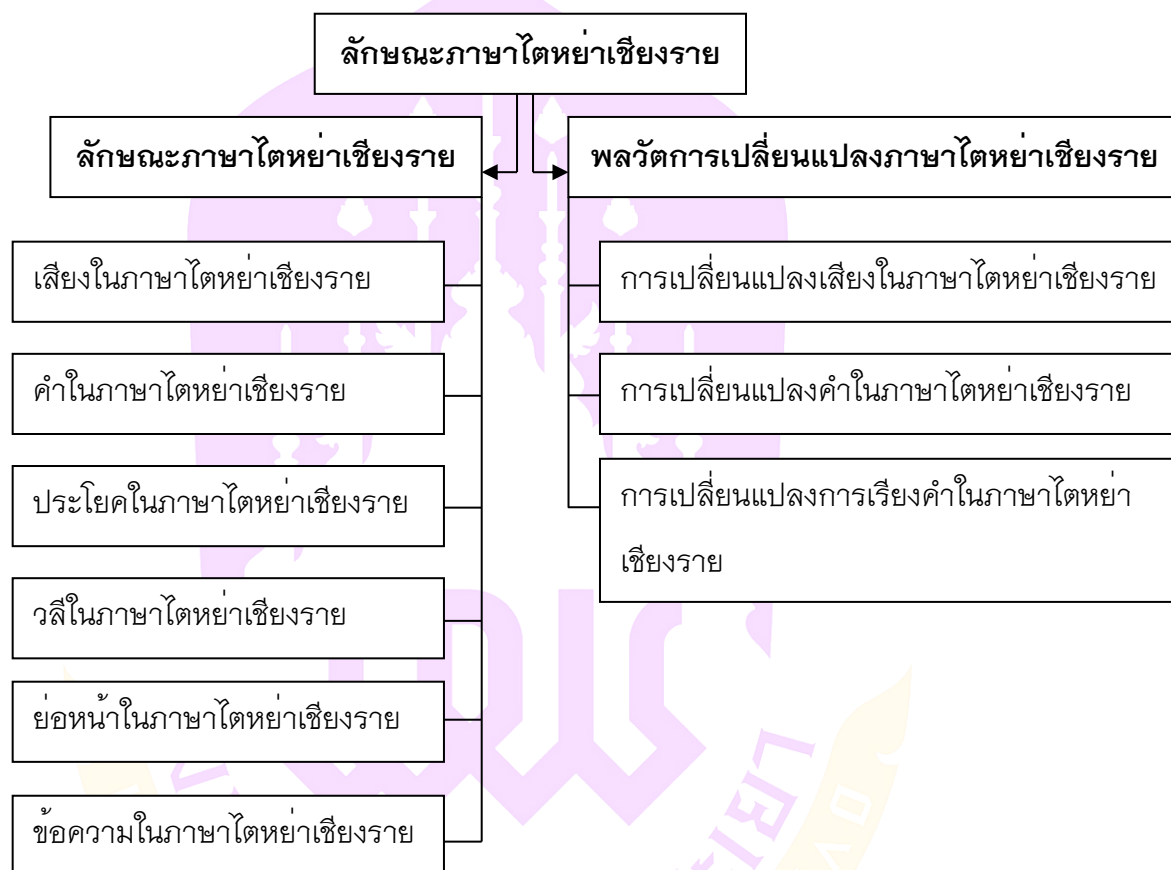 ลักษณะภาษาไตหย่าเชียงราย
ลักษณะภาษาไตหย่าเชียงราย
เสียงในภาษาไตหย่าเชียงราย
คำในภาษาไตหย่าเชียงราย
ประโยคในภาษาไตหย่าเชียงราย
วลีในภาษาไตหย่าเชียงราย
ย่อหน้าในภาษาไตหย่าเชียงราย
ข้อความในภาษาไตหย่าเชียงราย
พลวัตการเปลี่ยนแปลงภาษาไตหย่าเชียงราย
การเปลี่ยนแปลงเสียงในภาษาไตหย่าเชียงราย
การเปลี่ยนแปลงคำในภาษาไตหย่าเชียงราย
การเปลี่ยนแปลงการเรียงคำในภาษาไตหย่า
เชียงราย